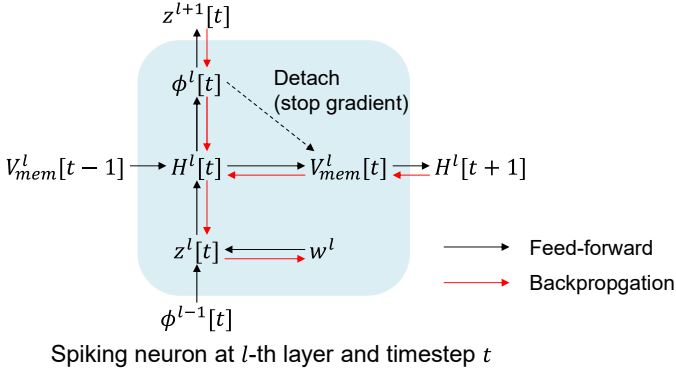 z^{l+1}[t]
ϕ^l[t]
Detach
(stop gradient)
V^l_{mem}[t − 1]
H^l[t]
V^l_{mem}[t]
H^l[t + 1]
z^l[t]
w^l
Feed-forward
Backpropgation
ϕ^{l−1}[t]
Spiking neuron at l-th layer and timestep t